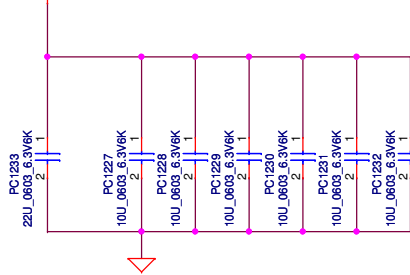 PC1233
22U_0603_6.3V6K
1
2
PC1227
10U_0603_6.3V6K
1
2
PC1228
10U_0603_6.3V6K
1
2
PC1229
10U_0603_6.3V6K
1
2
PC1230
10U_0603_6.3V6K
1
2
PC1231
10U_0603_6.3V6K
1
2
PC1232
10U_0603_6.3V6K
1
2